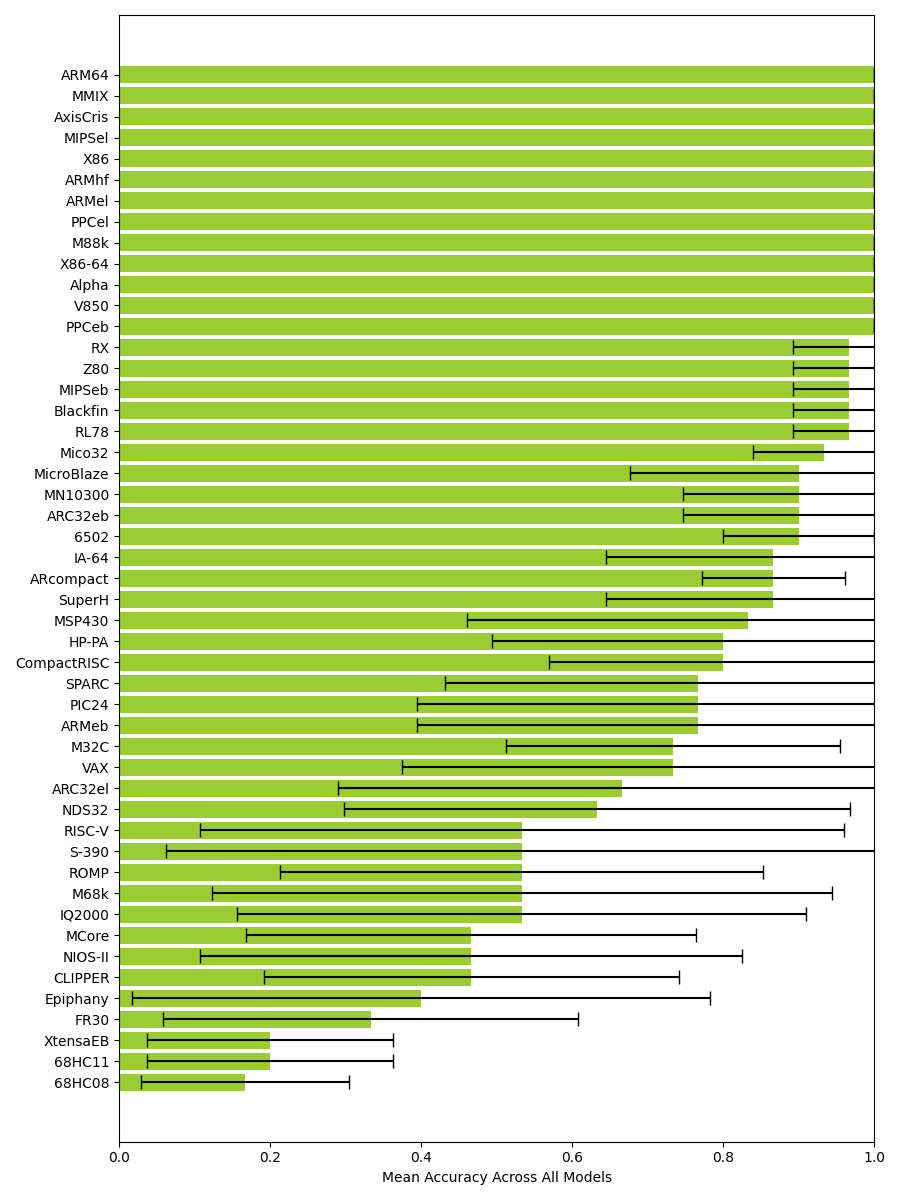 ARM64
MMIX
AxisCris
MIPSel
X86
ARMhf
ARMel
PPCel
M88k
X86-64
Alpha
V850
PPCeb
RX
Z80
MIPSeb
Blackfin
RL78
Mico32
MicroBlaze
MN10300
ARC32eb
6502
IA-64
ARcompact
SuperH
MSP430
HP-PA
CompactRISC
SPARC
PIC24
ARMeb
M32C
VAX
ARC32el
NDS32
RISC-V
S-390
ROMP
M68k
IQ2000
MCore
NIOS-II
CLIPPER
Epiphany
FR30
XtensaEB
68HC11
68HC08
0.0 0.2 0.4 0.6 0.8 1.0
Mean Accuracy Across All Models